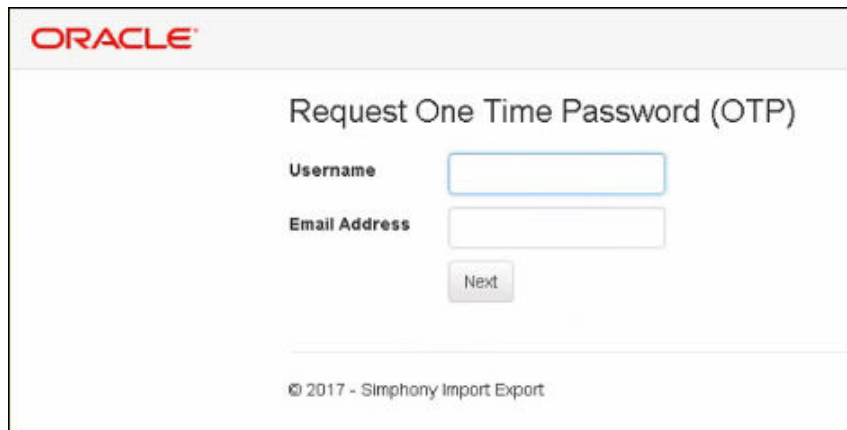 ORACLE
Request One Time Password (OTP)
Username
Email Address
Next
© 2017 - Simphony Import Export